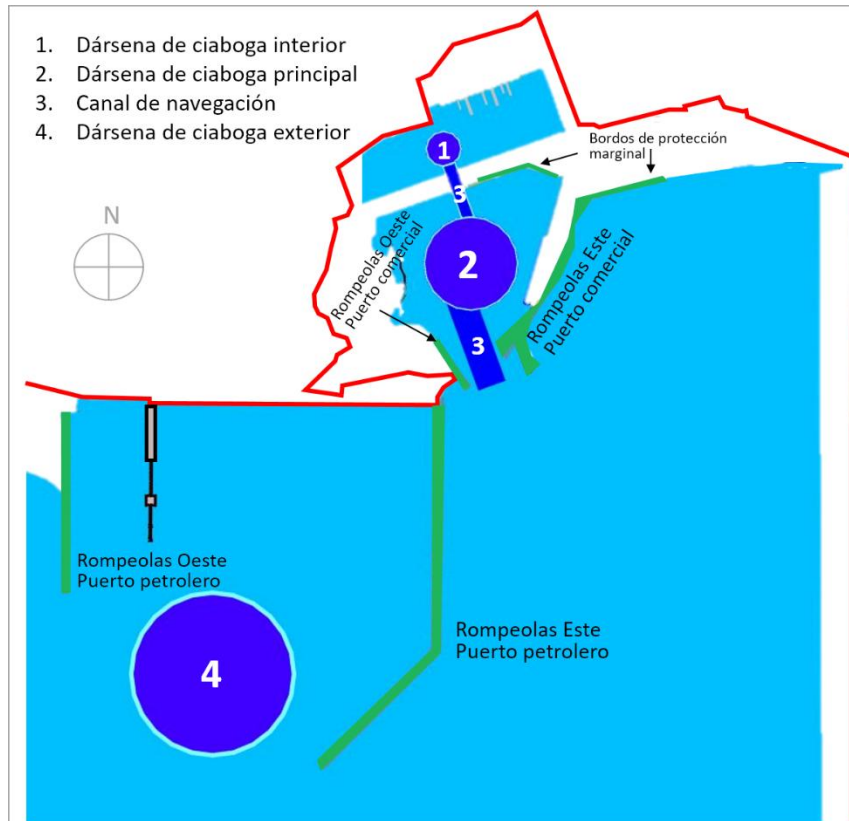 1. Dársena de ciaboga interior
2. Dársena de ciaboga principal
3. Canal de navegación
4. Dársena de ciaboga exterior
Bordos de protección
marginal
1
3
N
2
Rompeolas Oeste
Puerto comercial
Rompeolas Este
Puerto comercial
3
Rompeolas Oeste
Puerto petrolero
Rompeolas Este
Puerto petrolero
4